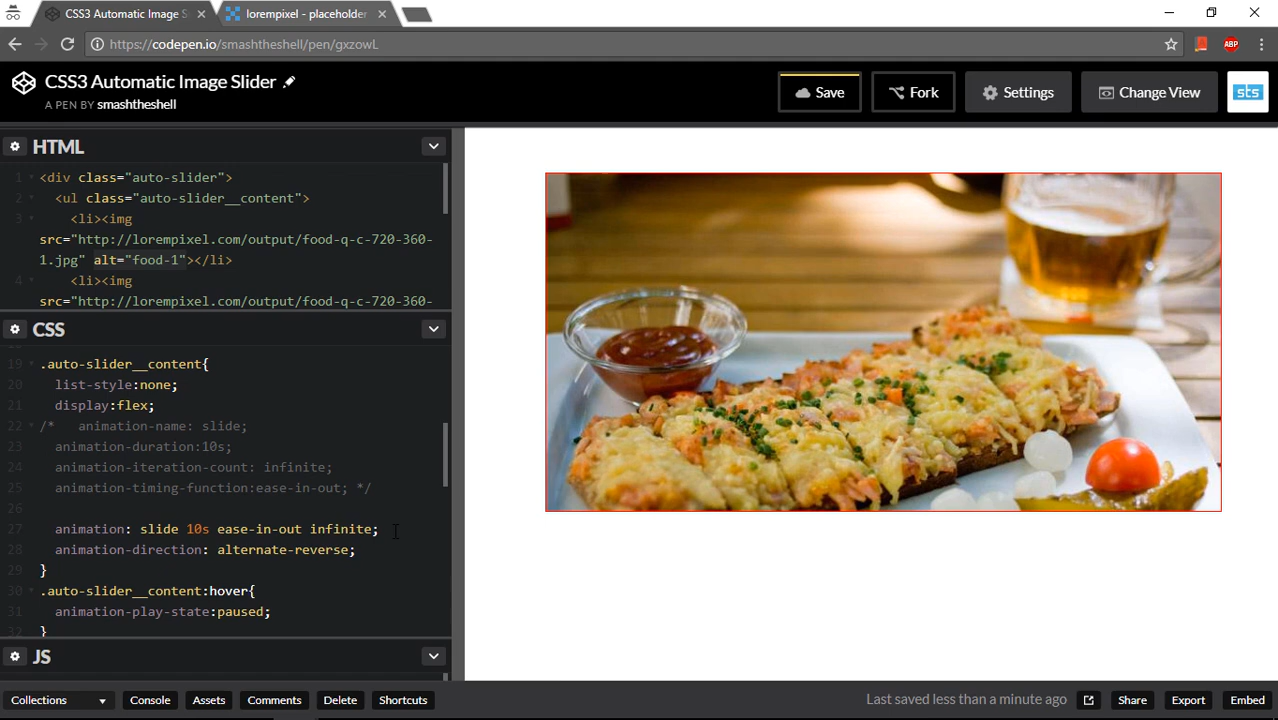 CSS3 Automatic Image S
lorempixel - placeholder
https://codepen.io/smashtheshell/pen/gxzowL
ABP
CSS3 Automatic Image Slider
A PEN BY smashtheshell
Save
Fork
Settings
Change View
sts
HTML
1 <div class="auto-slider">
2 <ul class="auto-slider__content">
3 <li><img
src="http://lorempixel.com/output/food-q-c-720-360-
1.jpg" alt="food-1"></li>
4 <li><img
src="http://lorempixel.com/output/food-q-c-720-360-
CSS
19 .auto-slider__content{
20 list-style:none;
21 display:flex;
22 /* animation-name: slide;
23 animation-duration:10s;
24 animation-iteration-count: infinite;
25 animation-timing-function:ease-in-out; */
26
27 animation: slide 10s ease-in-out infinite;
28 animation-direction: alternate-reverse;
29 }
30 .auto-slider__content:hover{
31 animation-play-state:paused;
32 }
JS
Collections
Console
Assets
Comments
Delete
Shortcuts
Last saved less than a minute ago
Share
Export
Embed